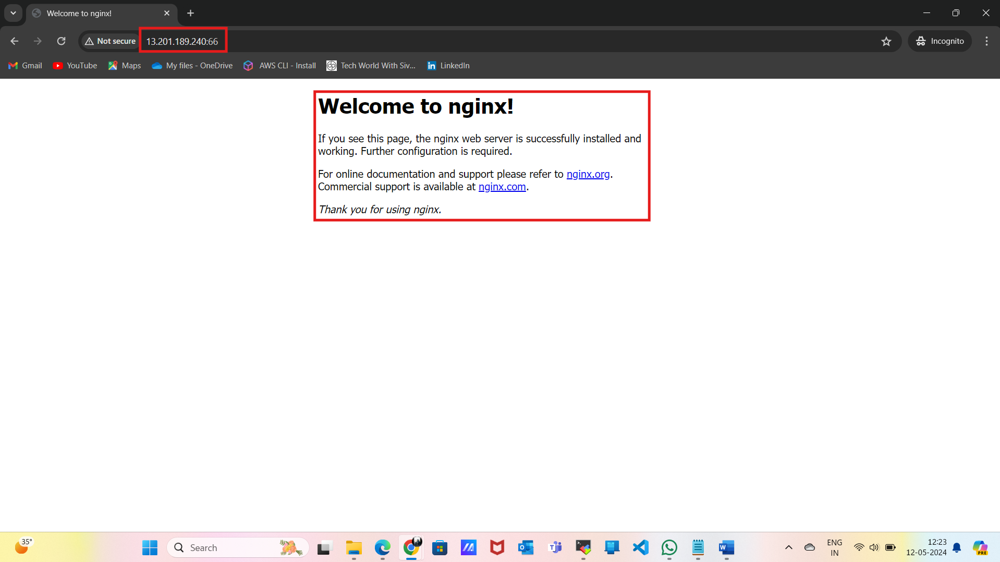 Welcome to nginx!
Not secure
13.201.189.240:66
Incognito
Gmail
YouTube
Maps
My files - OneDrive
AWS CLI - Install
Tech World With Siv...
in
LinkedIn
Welcome to nginx!
If you see this page, the nginx web server is successfully installed and
working. Further configuration is required.
For online documentation and support please refer to nginx.org.
Commercial support is available at nginx.com.
Thank you for using nginx.
35°
Search
ENG
IN
12:23
12-05-2024
PRE